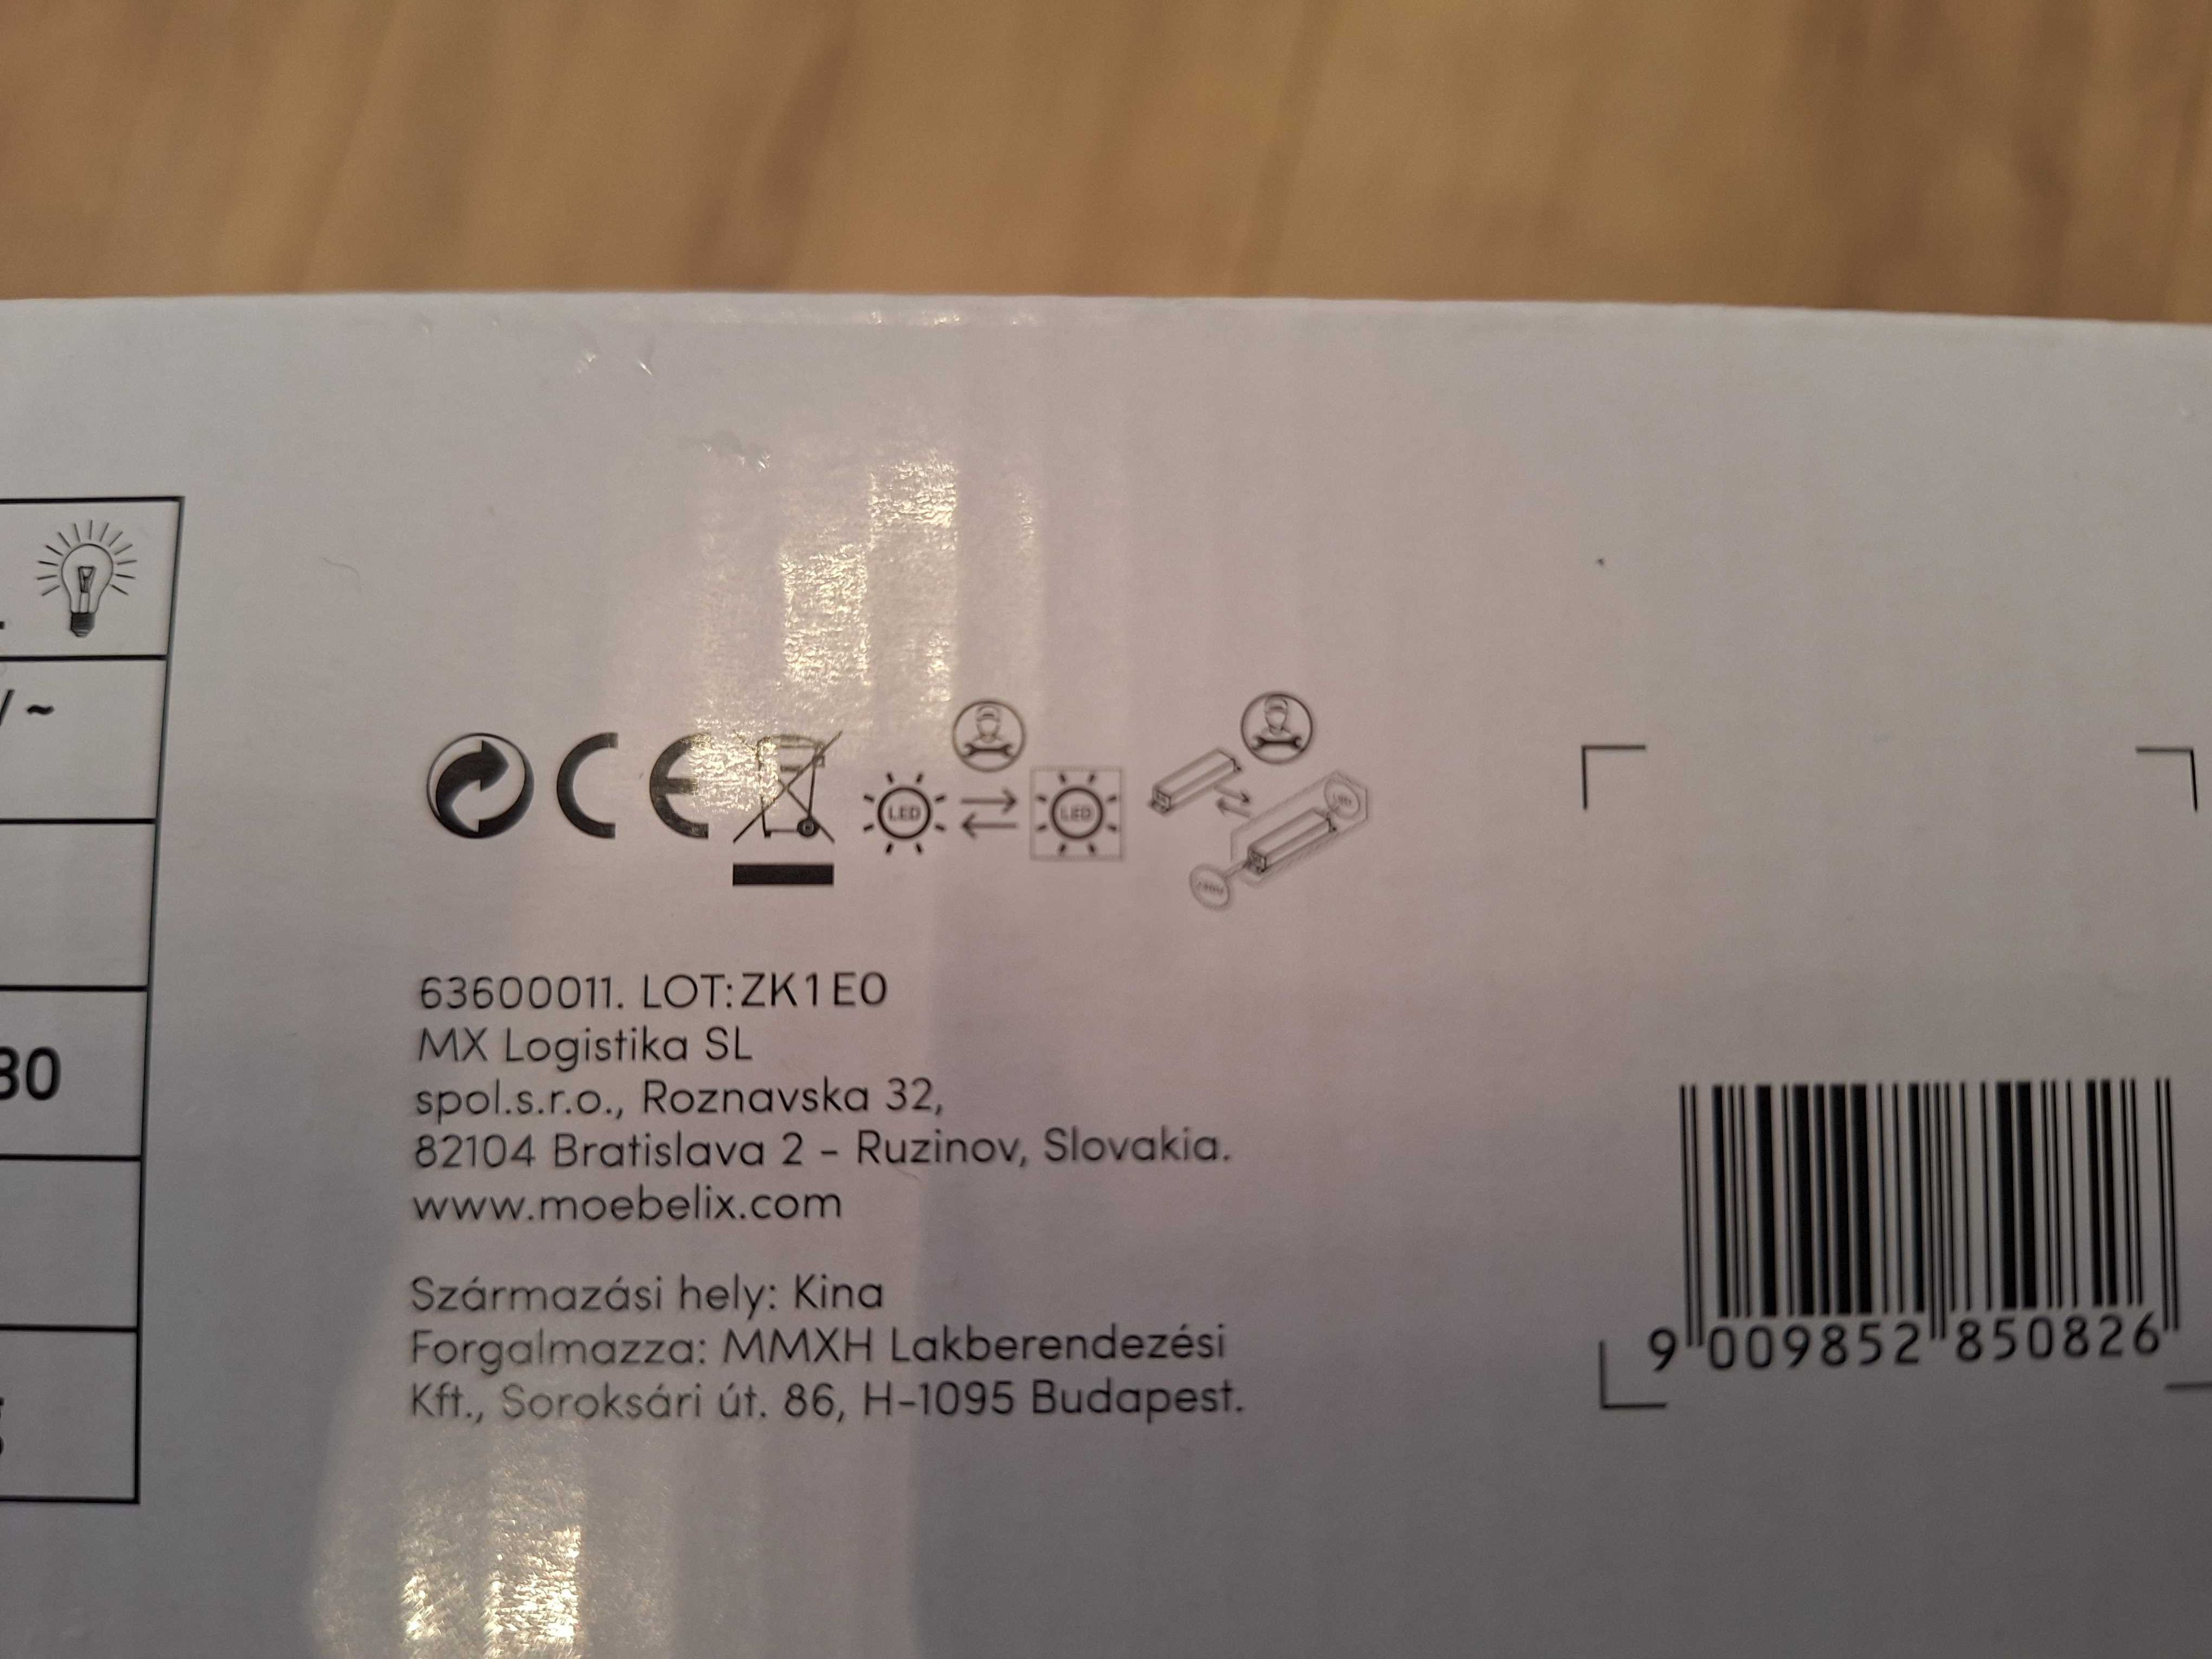 /~
30
CE
LED
LED
63600011. LOT:ZK1E0
MX Logistika SL
spol.s.r.o., Roznavska 32,
82104 Bratislava 2 - Ruzinov, Slovakia.
www.moebelix.com
Származási hely: Kina
Forgalmazza: MMXH Lakberendezési
Kft., Soroksári út. 86, H-1095 Budapest.
9 009852 850826